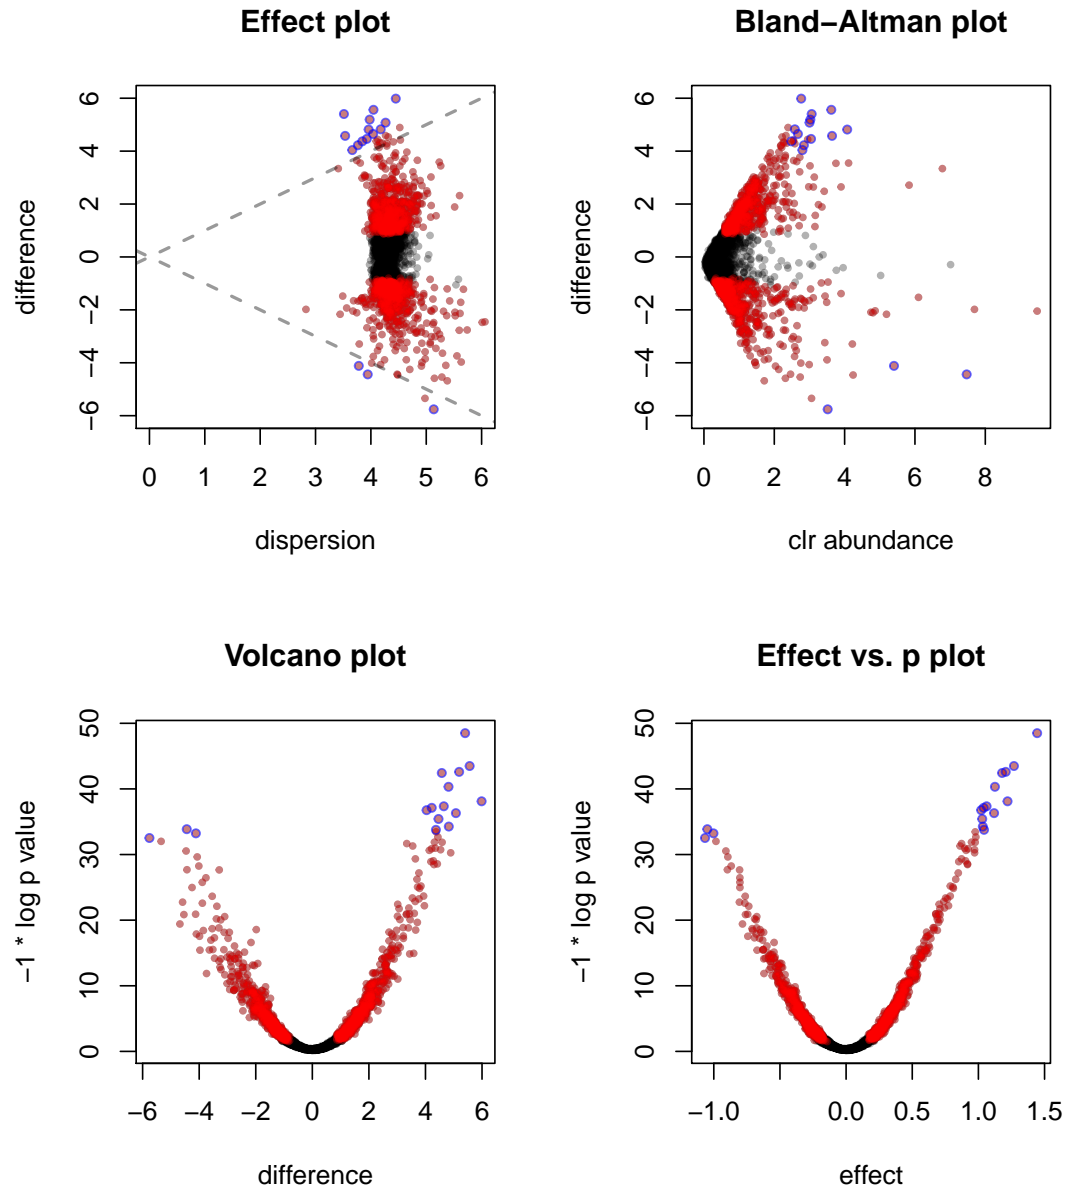 Effect plot
6
4
2
0
−2
−4
−6
difference
0 1 2 3 4 5 6
dispersion
Bland−Altman plot
6
4
2
0
−2
−4
−6
difference
0 2 4 6 8
clr abundance
Volcano plot
50
40
30
20
10
0
−1 * log p value
−6 −4 −2 0 2 4 6
difference
Effect vs. p plot
50
40
30
20
10
0
−1 * log p value
−1.0 0.0 0.5 1.0 1.5
effect